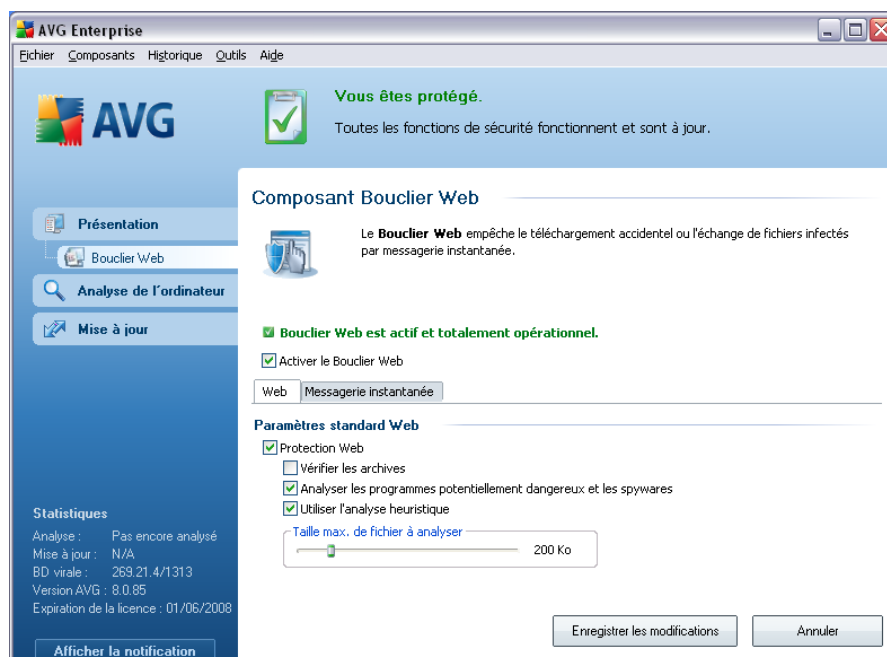 AVG Enterprise
Fichier Composants Historique Outils Aide
AVG
Vous êtes protégé.
Toutes les fonctions de sécurité fonctionnent et sont à jour.
Présentation
Bouclier Web
Analyse de l'ordinateur
Mise à jour
Composant Bouclier Web
Le Bouclier Web empêche le téléchargement accidentel ou l'échange de fichiers infectés
par messagerie instantanée.
Bouclier Web est actif et totalement opérationnel.
Activer le Bouclier Web
Web Messagerie instantanée
Paramètres standard Web
Protection Web
Vérifier les archives
Analyser les programmes potentiellement dangereux et les spywares
Utiliser l'analyse heuristique
Taille max. de fichier à analyser
200 Ko
Statistiques
Analyse : Pas encore analysé
Mise à jour : N/A
BD virale : 269.21.4/1313
Version AVG : 8.0.85
Expiration de la licence : 01/06/2008
Afficher la notification
Enregistrer les modifications Annuler